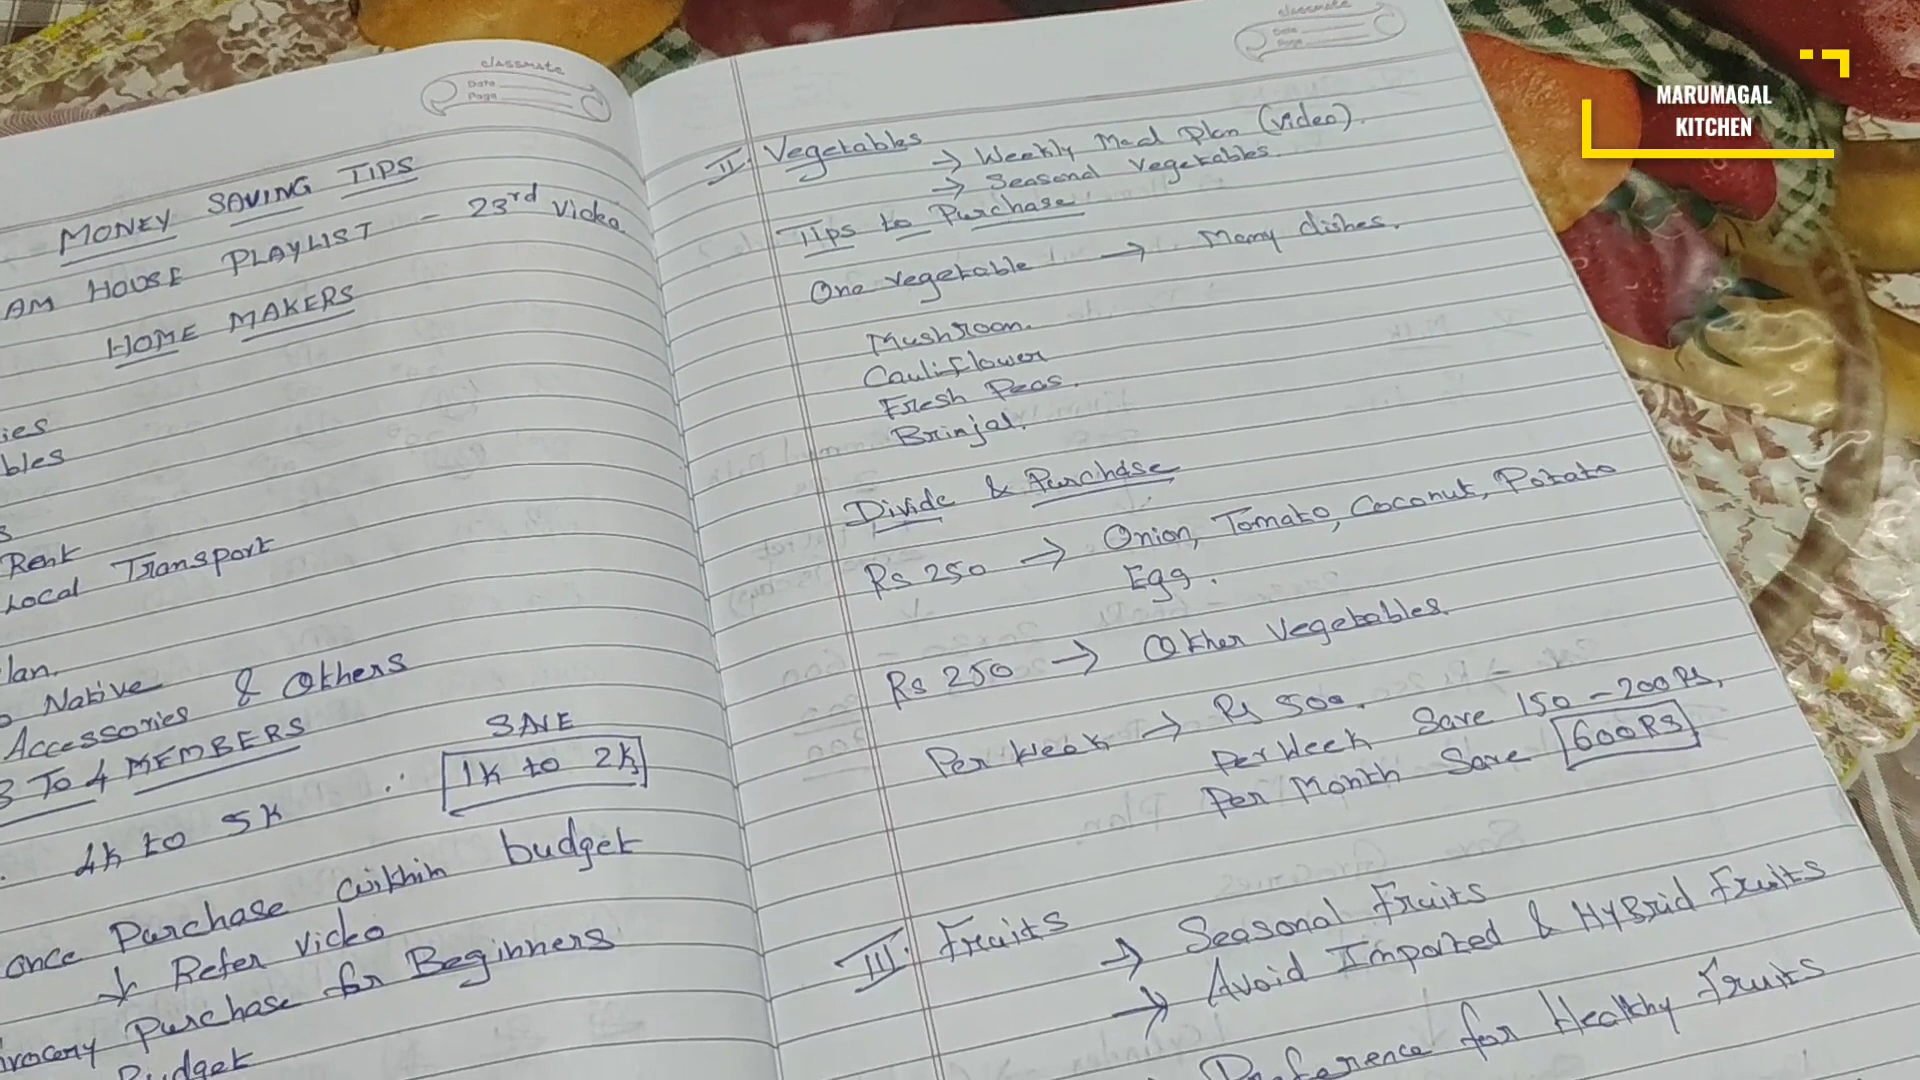 classmate
Date
Page
MONEY SAVING TIPS
AM HOUSE PLAYLIST - 23rd Video.
HOME MAKERS
ies
bles
s
Rent
Local Transport
lan.
Native
Accessories & Others
3 To 4 MEMBERS
SAVE
4k to 5k ∴ 1k to 2k
once Purchase within budget
↓ Refer video
Purchase for Beginners
Budget
classmate
Date
Page
II. Vegetables
→ Weekly Meal Plan (video).
→ Seasonal Vegetables.
Tips to Purchase
One vegetable → Many dishes.
Mushroom.
Cauliflower
Fresh Peas.
Brinjal.
Divide & Purchase
Rs 250 → Onion, Tomato, Coconut, Potato
Egg.
Rs 250 → Other Vegetables.
Per Week → Rs 500.
Per Week Save 150 - 200 Rs,
Per Month Save 600 RS
III. Fruits
→ Seasonal Fruits
→ Avoid Imported & HyBrid Fruits
Preference for Healthy Fruits
MARUMAGAL
KITCHEN